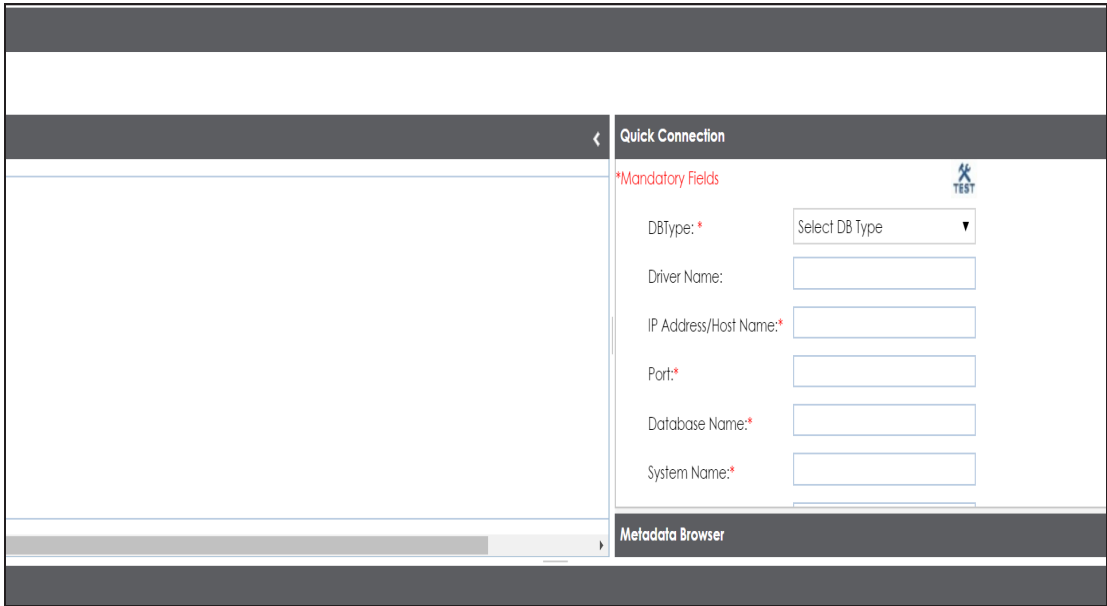 Quick Connection
*Mandatory Fields
TEST
DBType: *
Select DB Type
Driver Name:
IP Address/Host Name:*
Port:*
Database Name:*
System Name:*
Metadata Browser